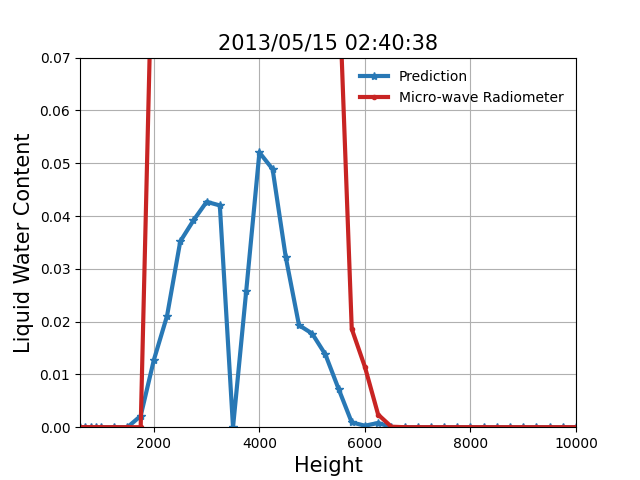 2013/05/15 02:40:38
0.07
0.06
0.05
0.04
0.03
0.02
0.01
0.00
Liquid Water Content
Prediction
Micro-wave Radiometer
2000 4000 6000 8000 10000
Height